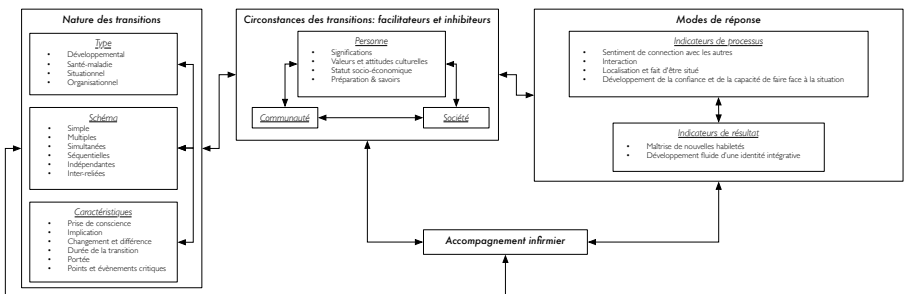 Nature des transitions
Type
• Développemental
• Santé-maladie
• Situationnel
• Organisationnel
Schéma
• Simple
• Multiples
• Simultanées
• Séquentielles
• Indépendantes
• Inter-reliées
Caractéristiques
• Prise de conscience
• Implication
• Changement et différence
• Durée de la transition
• Portée
• Points et évènements critiques
Circonstances des transitions: facilitateurs et inhibiteurs
Personne
• Significations
• Valeurs et attitudes culturelles
• Statut socio-économique
• Préparation & savoirs
Communauté
Société
Modes de réponse
Indicateurs de processus
• Sentiment de connection avec les autres
• Interaction
• Localisation et fait d'être situé
• Développement de la confiance et de la capacité de faire face à la situation
Indicateurs de résultat
• Maîtrise de nouvelles habiletés
• Développement fluide d'une identité intégrative
Accompagnement infirmier